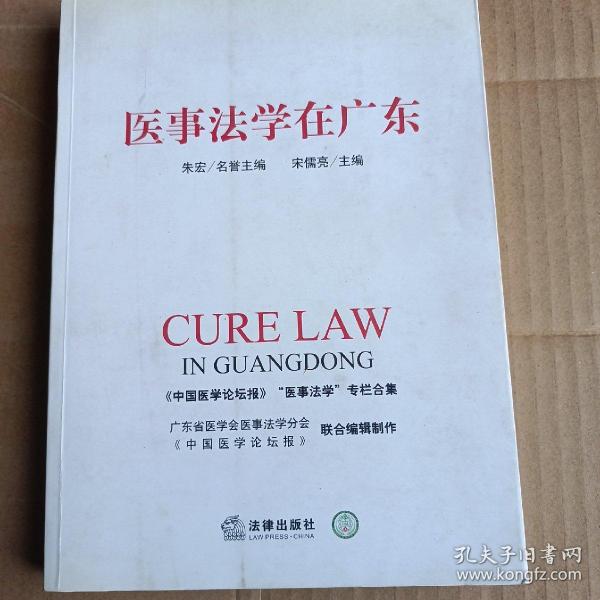 医事法学在广东
朱宏/名誉主编 宋儒亮/主编
CURE LAW
IN GUANGDONG
《中国医学论坛报》“医事法学”专栏合集
广东省医学会医事法学分会
《中国医学论坛报》
联合编辑制作
法律出版社
LAW PRESS·CHINA
孔夫子旧书网
www.kongfz.com